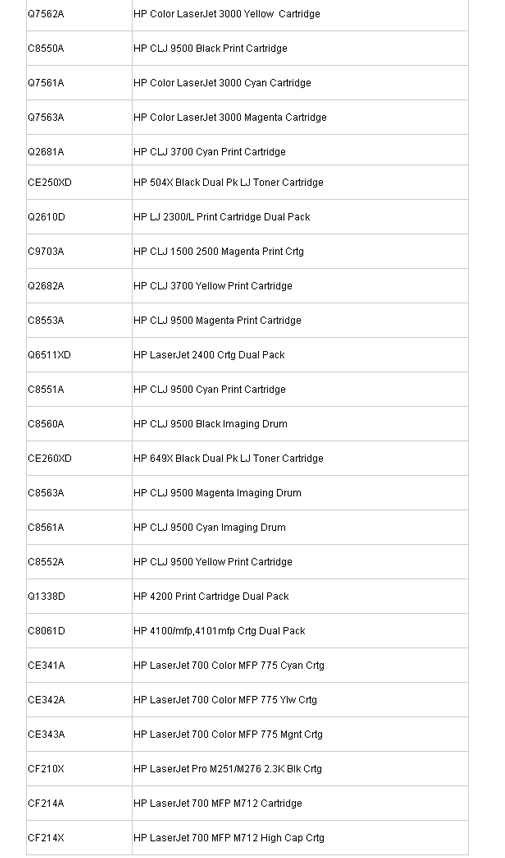 Q7562A HP Color LaserJet 3000 Yellow Cartridge
C8550A HP CLJ 9500 Black Print Cartridge
Q7561A HP Color LaserJet 3000 Cyan Cartridge
Q7563A HP Color LaserJet 3000 Magenta Cartridge
Q2681A HP CLJ 3700 Cyan Print Cartridge
CE250XD HP 504X Black Dual Pk LJ Toner Cartridge
Q2610D HP LJ 2300/L Print Cartridge Dual Pack
C9703A HP CLJ 1500 2500 Magenta Print Crtg
Q2682A HP CLJ 3700 Yellow Print Cartridge
C8553A HP CLJ 9500 Magenta Print Cartridge
Q6511XD HP LaserJet 2400 Crtg Dual Pack
C8551A HP CLJ 9500 Cyan Print Cartridge
C8560A HP CLJ 9500 Black Imaging Drum
CE260XD HP 649X Black Dual Pk LJ Toner Cartridge
C8563A HP CLJ 9500 Magenta Imaging Drum
C8561A HP CLJ 9500 Cyan Imaging Drum
C8552A HP CLJ 9500 Yellow Print Cartridge
Q1338D HP 4200 Print Cartridge Dual Pack
C8061D HP 4100/mfp,4101mfp Crtg Dual Pack
CE341A HP LaserJet 700 Color MFP 775 Cyan Crtg
CE342A HP LaserJet 700 Color MFP 775 Ylw Crtg
CE343A HP LaserJet 700 Color MFP 775 Mgnt Crtg
CF210X HP LaserJet Pro M251/M276 2.3K Blk Crtg
CF214A HP LaserJet 700 MFP M712 Cartridge
CF214X HP LaserJet 700 MFP M712 High Cap Crtg